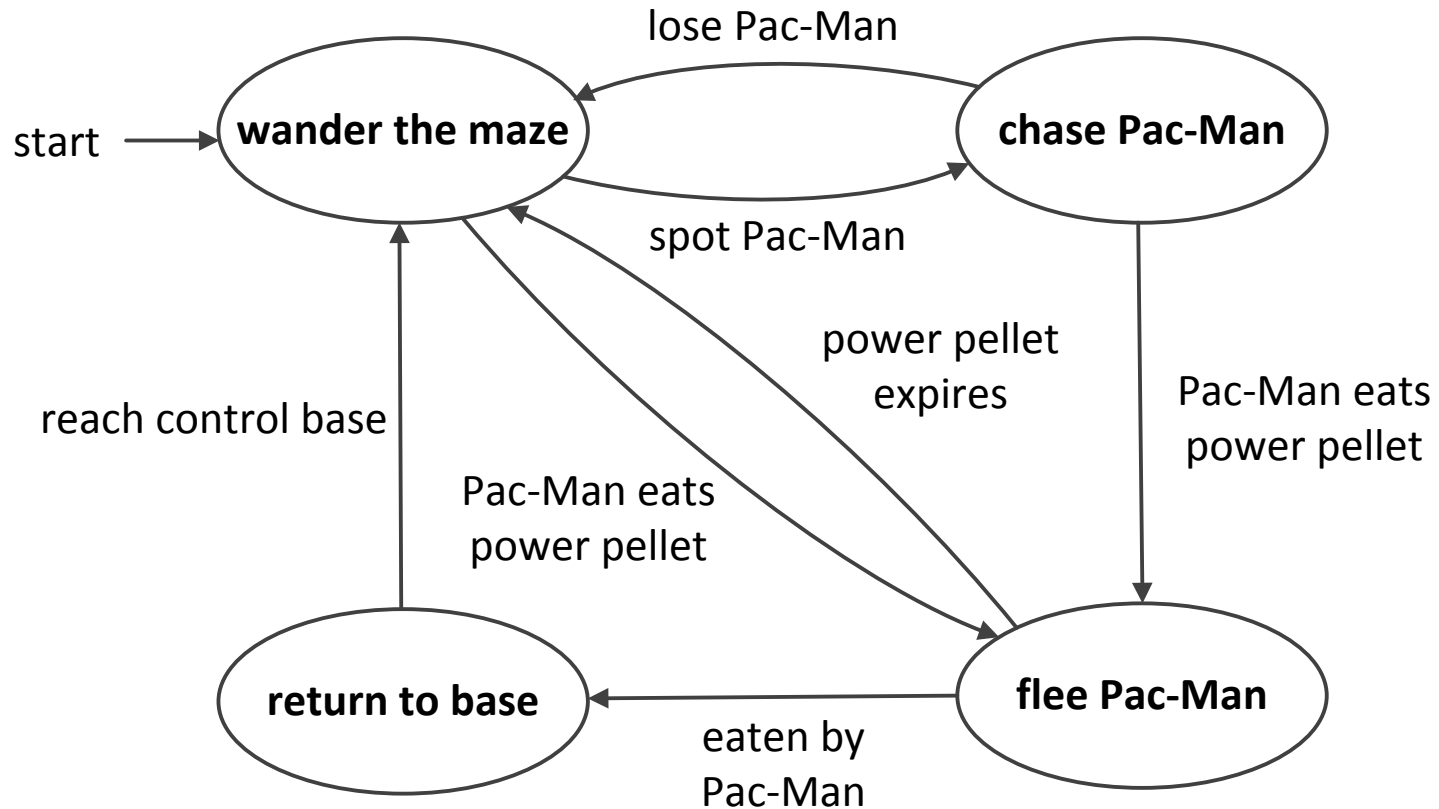 lose Pac-Man
wander the maze
chase Pac-Man
start
spot Pac-Man
power pellet
expires
Pac-Man eats
power pellet
reach control base
Pac-Man eats
power pellet
return to base
flee Pac-Man
eaten by
Pac-Man